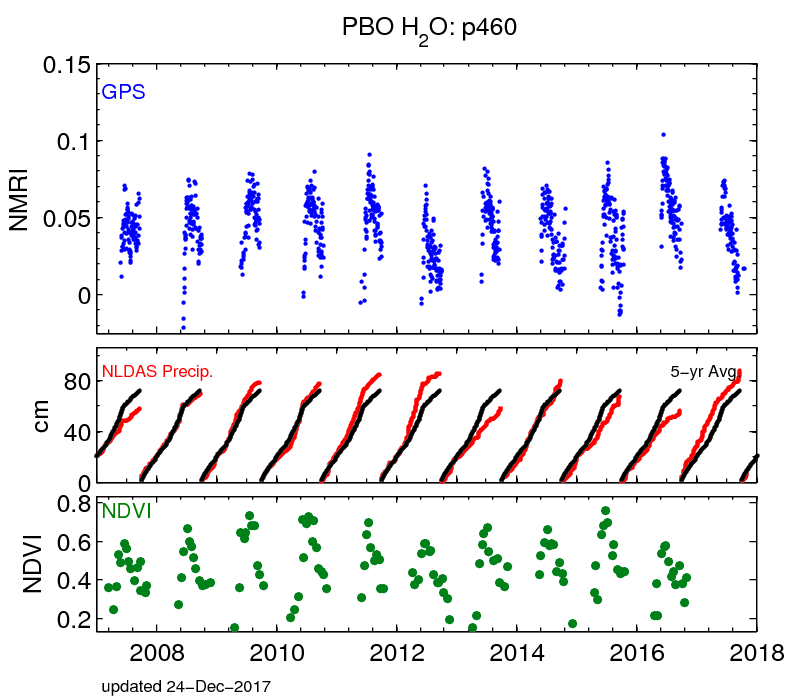 PBO H2O: p460
0.15
GPS
0.1
NMRI
0.05
0
NLDAS Precip.
5-yr Avg.
80
cm
40
0
0.8
NDVI
0.6
NDVI
0.4
0.2
2008 2010 2012 2014 2016 2018
updated 24-Dec-2017